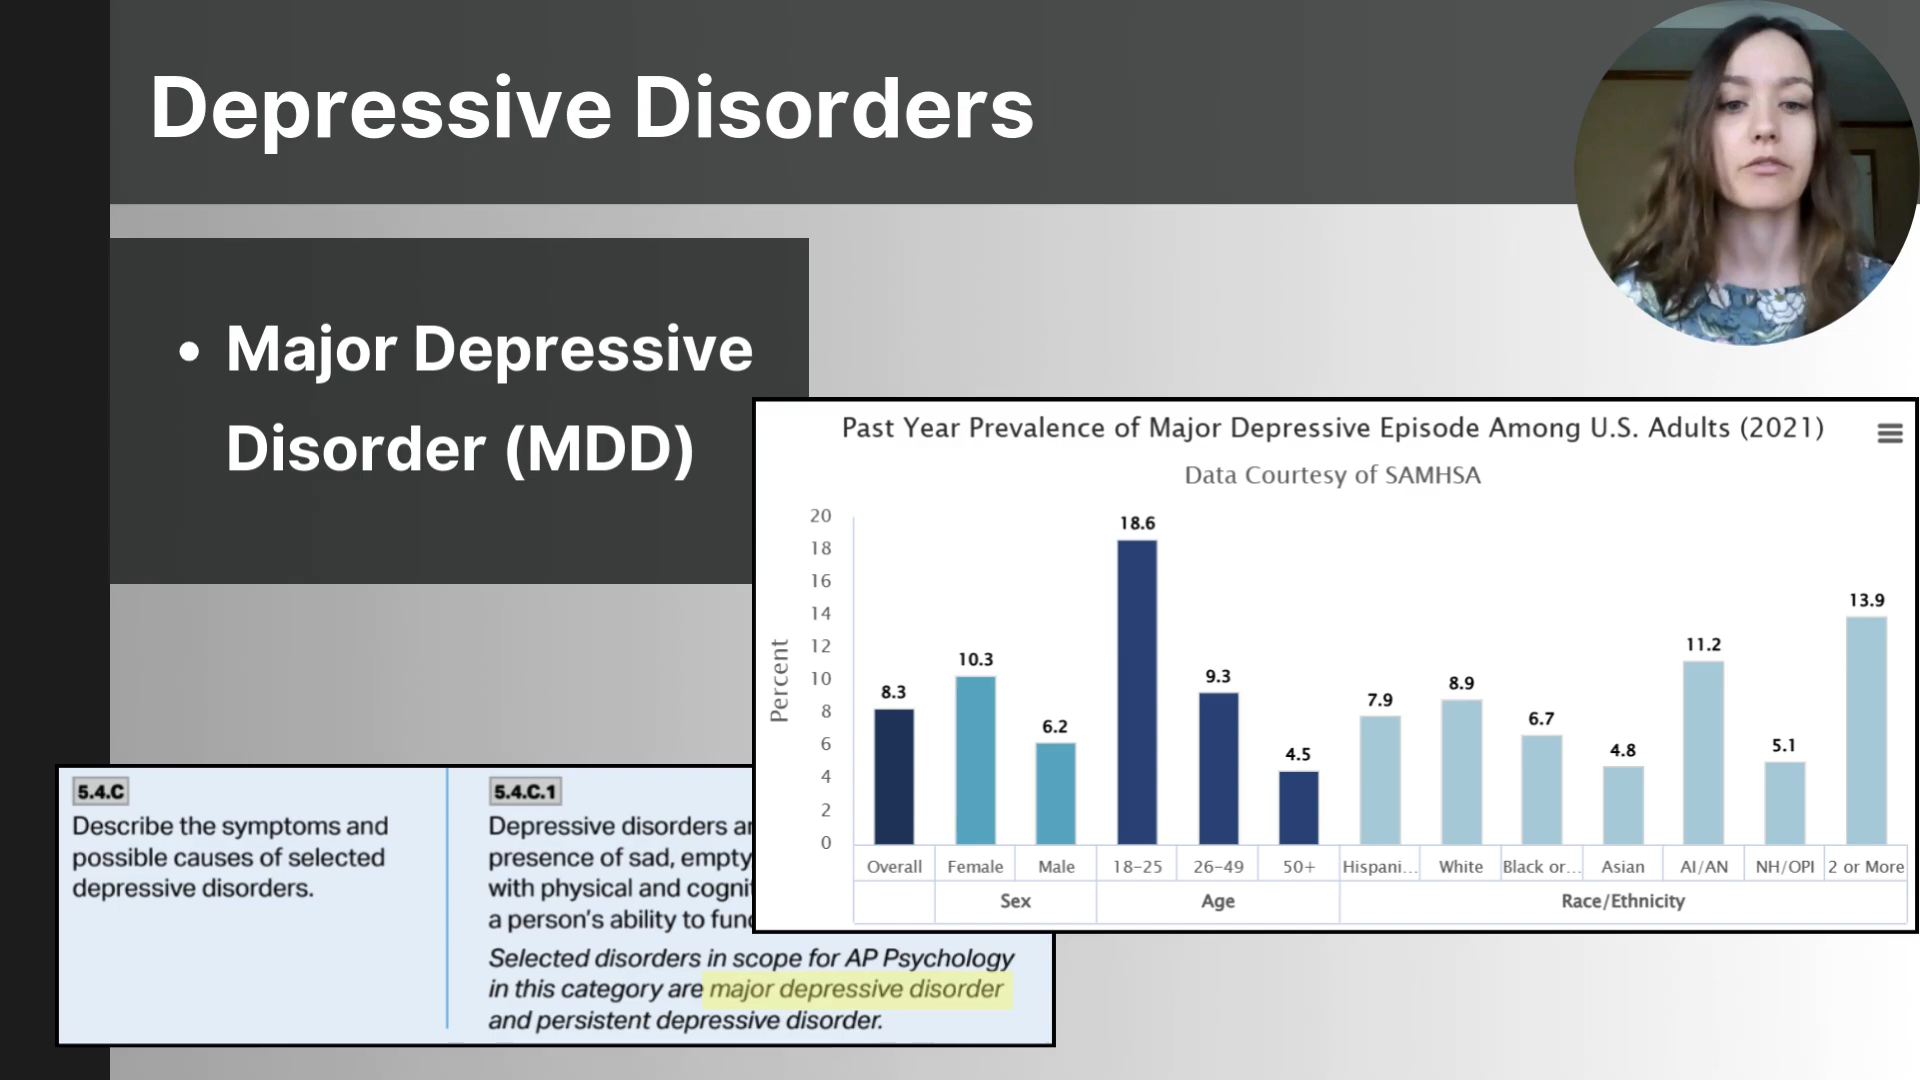 Depressive Disorders
• Major Depressive
Disorder (MDD)
Past Year Prevalence of Major Depressive Episode Among U.S. Adults (2021)
Data Courtesy of SAMHSA
Percent
20
18
16
14
12
10
8
6
4
2
0
8.3
10.3
6.2
18.6
9.3
4.5
7.9
8.9
6.7
4.8
11.2
5.1
13.9
Overall Female Male 18-25 26-49 50+ Hispani... White Black or... Asian AI/AN NH/OPI 2 or More
Sex Age Race/Ethnicity
5.4.C
Describe the symptoms and
possible causes of selected
depressive disorders.
5.4.C.1
Depressive disorders
presence of sad, empty
with physical and
a person's ability to
Selected disorders in scope for AP Psychology
in this category are major depressive disorder
and persistent depressive disorder.